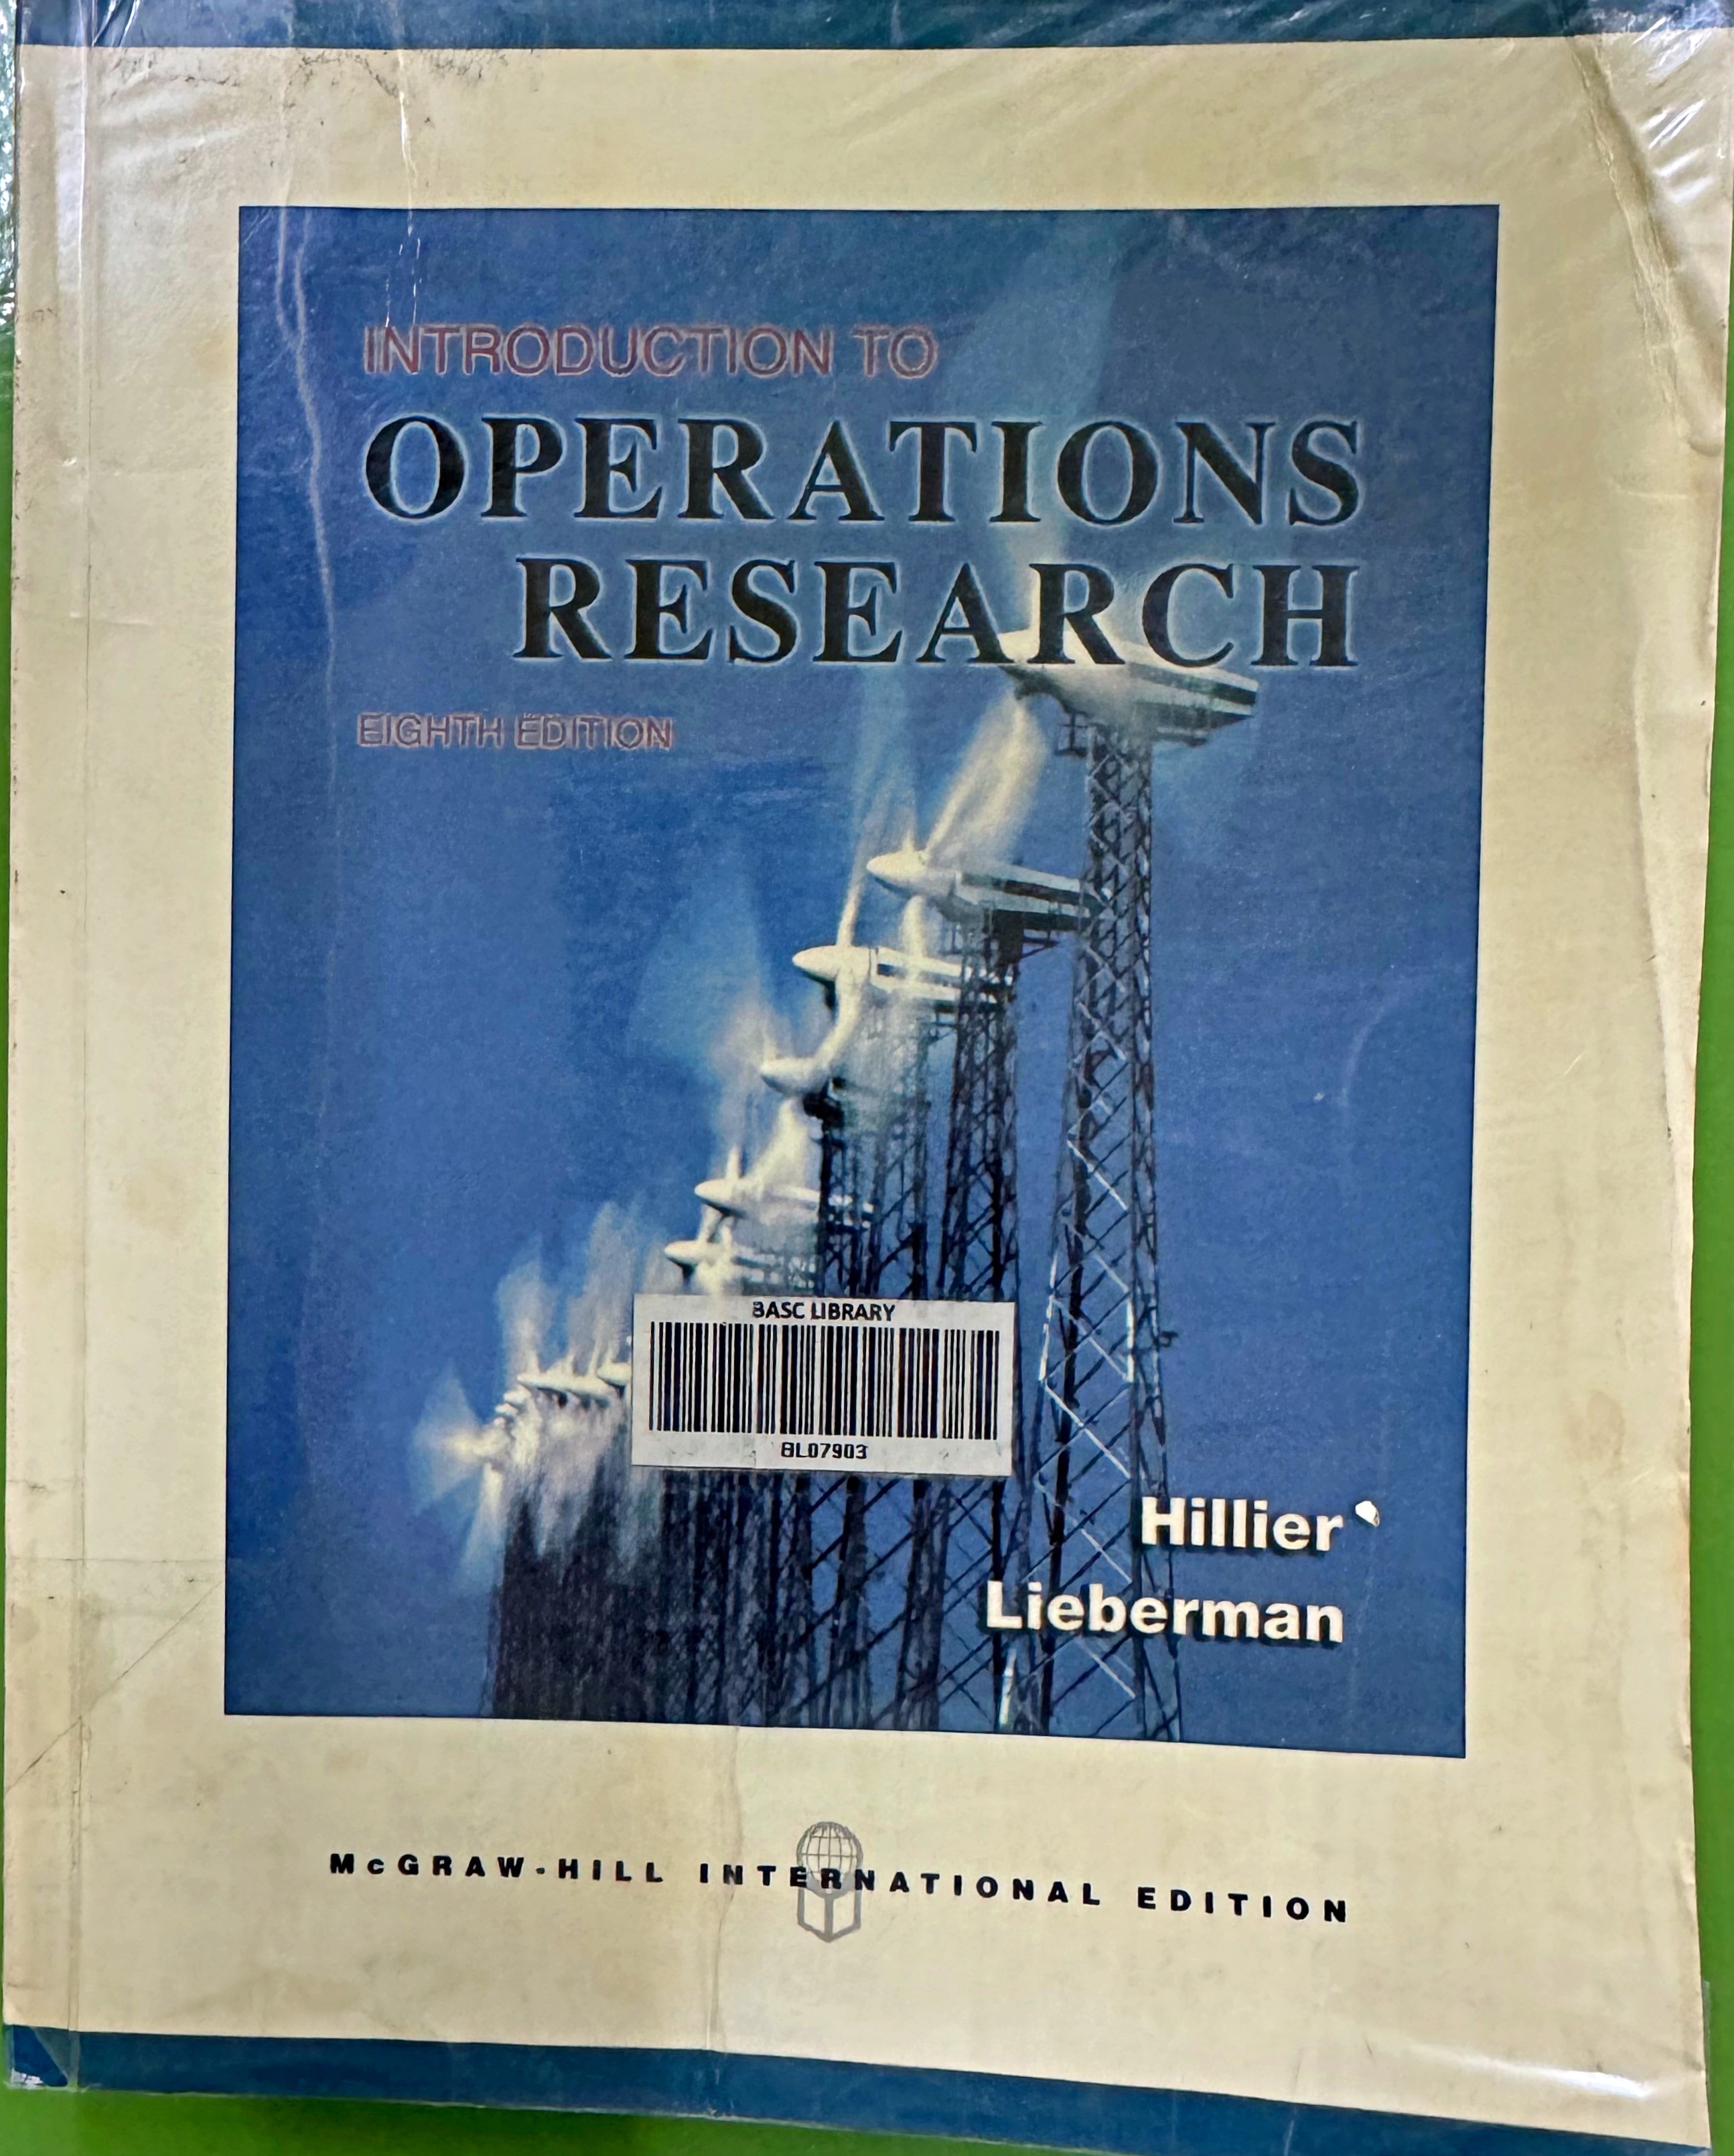 INTRODUCTION TO
OPERATIONS
RESEARCH
EIGHTH EDITION
BASC LIBRARY
BL07903
Hillier
Lieberman
McGRAW-HILL INTERNATIONAL EDITION